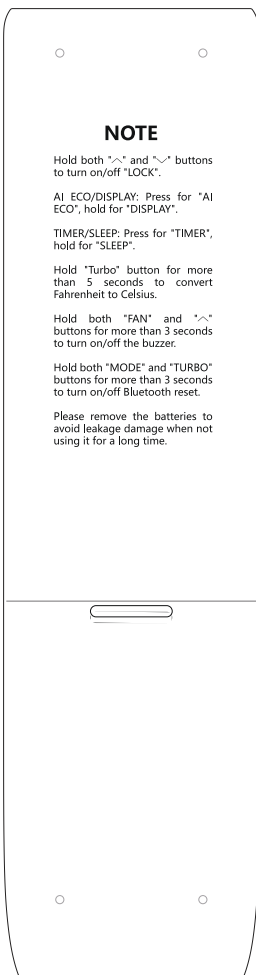 NOTE
Hold both "︿" and "﹀" buttons
to turn on/off "LOCK".
AI ECO/DISPLAY: Press for "AI
ECO", hold for "DISPLAY".
TIMER/SLEEP: Press for "TIMER",
hold for "SLEEP".
Hold "Turbo" button for more
than 5 seconds to convert
Fahrenheit to Celsius.
Hold both "FAN" and "︿"
buttons for more than 3 seconds
to turn on/off the buzzer.
Hold both "MODE" and "TURBO"
buttons for more than 3 seconds
to turn on/off Bluetooth reset.
Please remove the batteries to
avoid leakage damage when not
using it for a long time.